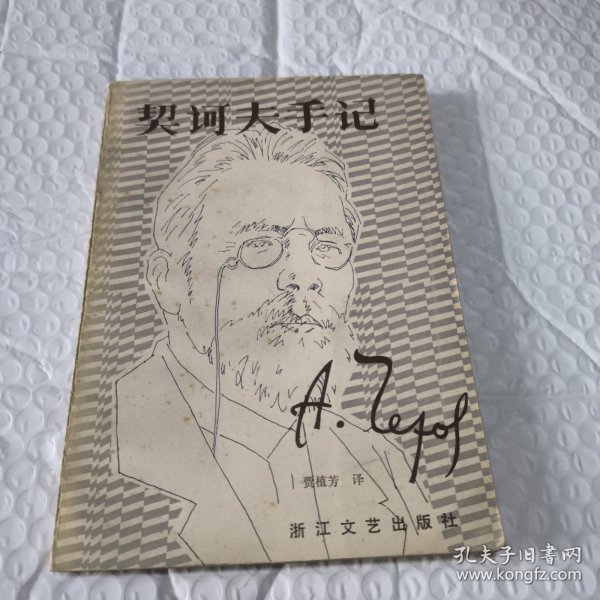 契诃夫手记
А. Чехов
贾植芳 译
浙江文艺出版社
孔夫子旧书网
www.kongfz.com